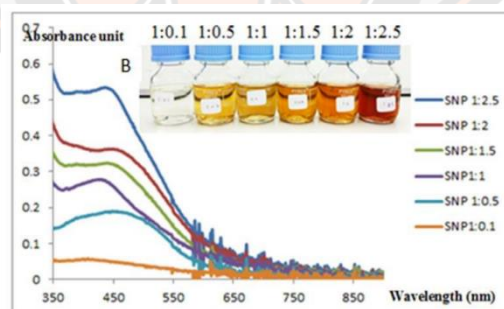 0.7
Absorbance unit
B
1:0.1 1:0.5 1:1 1:1.5 1:2 1:2.5
0.6
0.5
0.4
0.3
0.2
0.1
0
350 450 550 650 750 850
Wavelength (nm)
SNP 1:2.5
SNP 1:2
SNP1:1.5
SNP1:1
SNP 1:0.5
SNP1:0.1